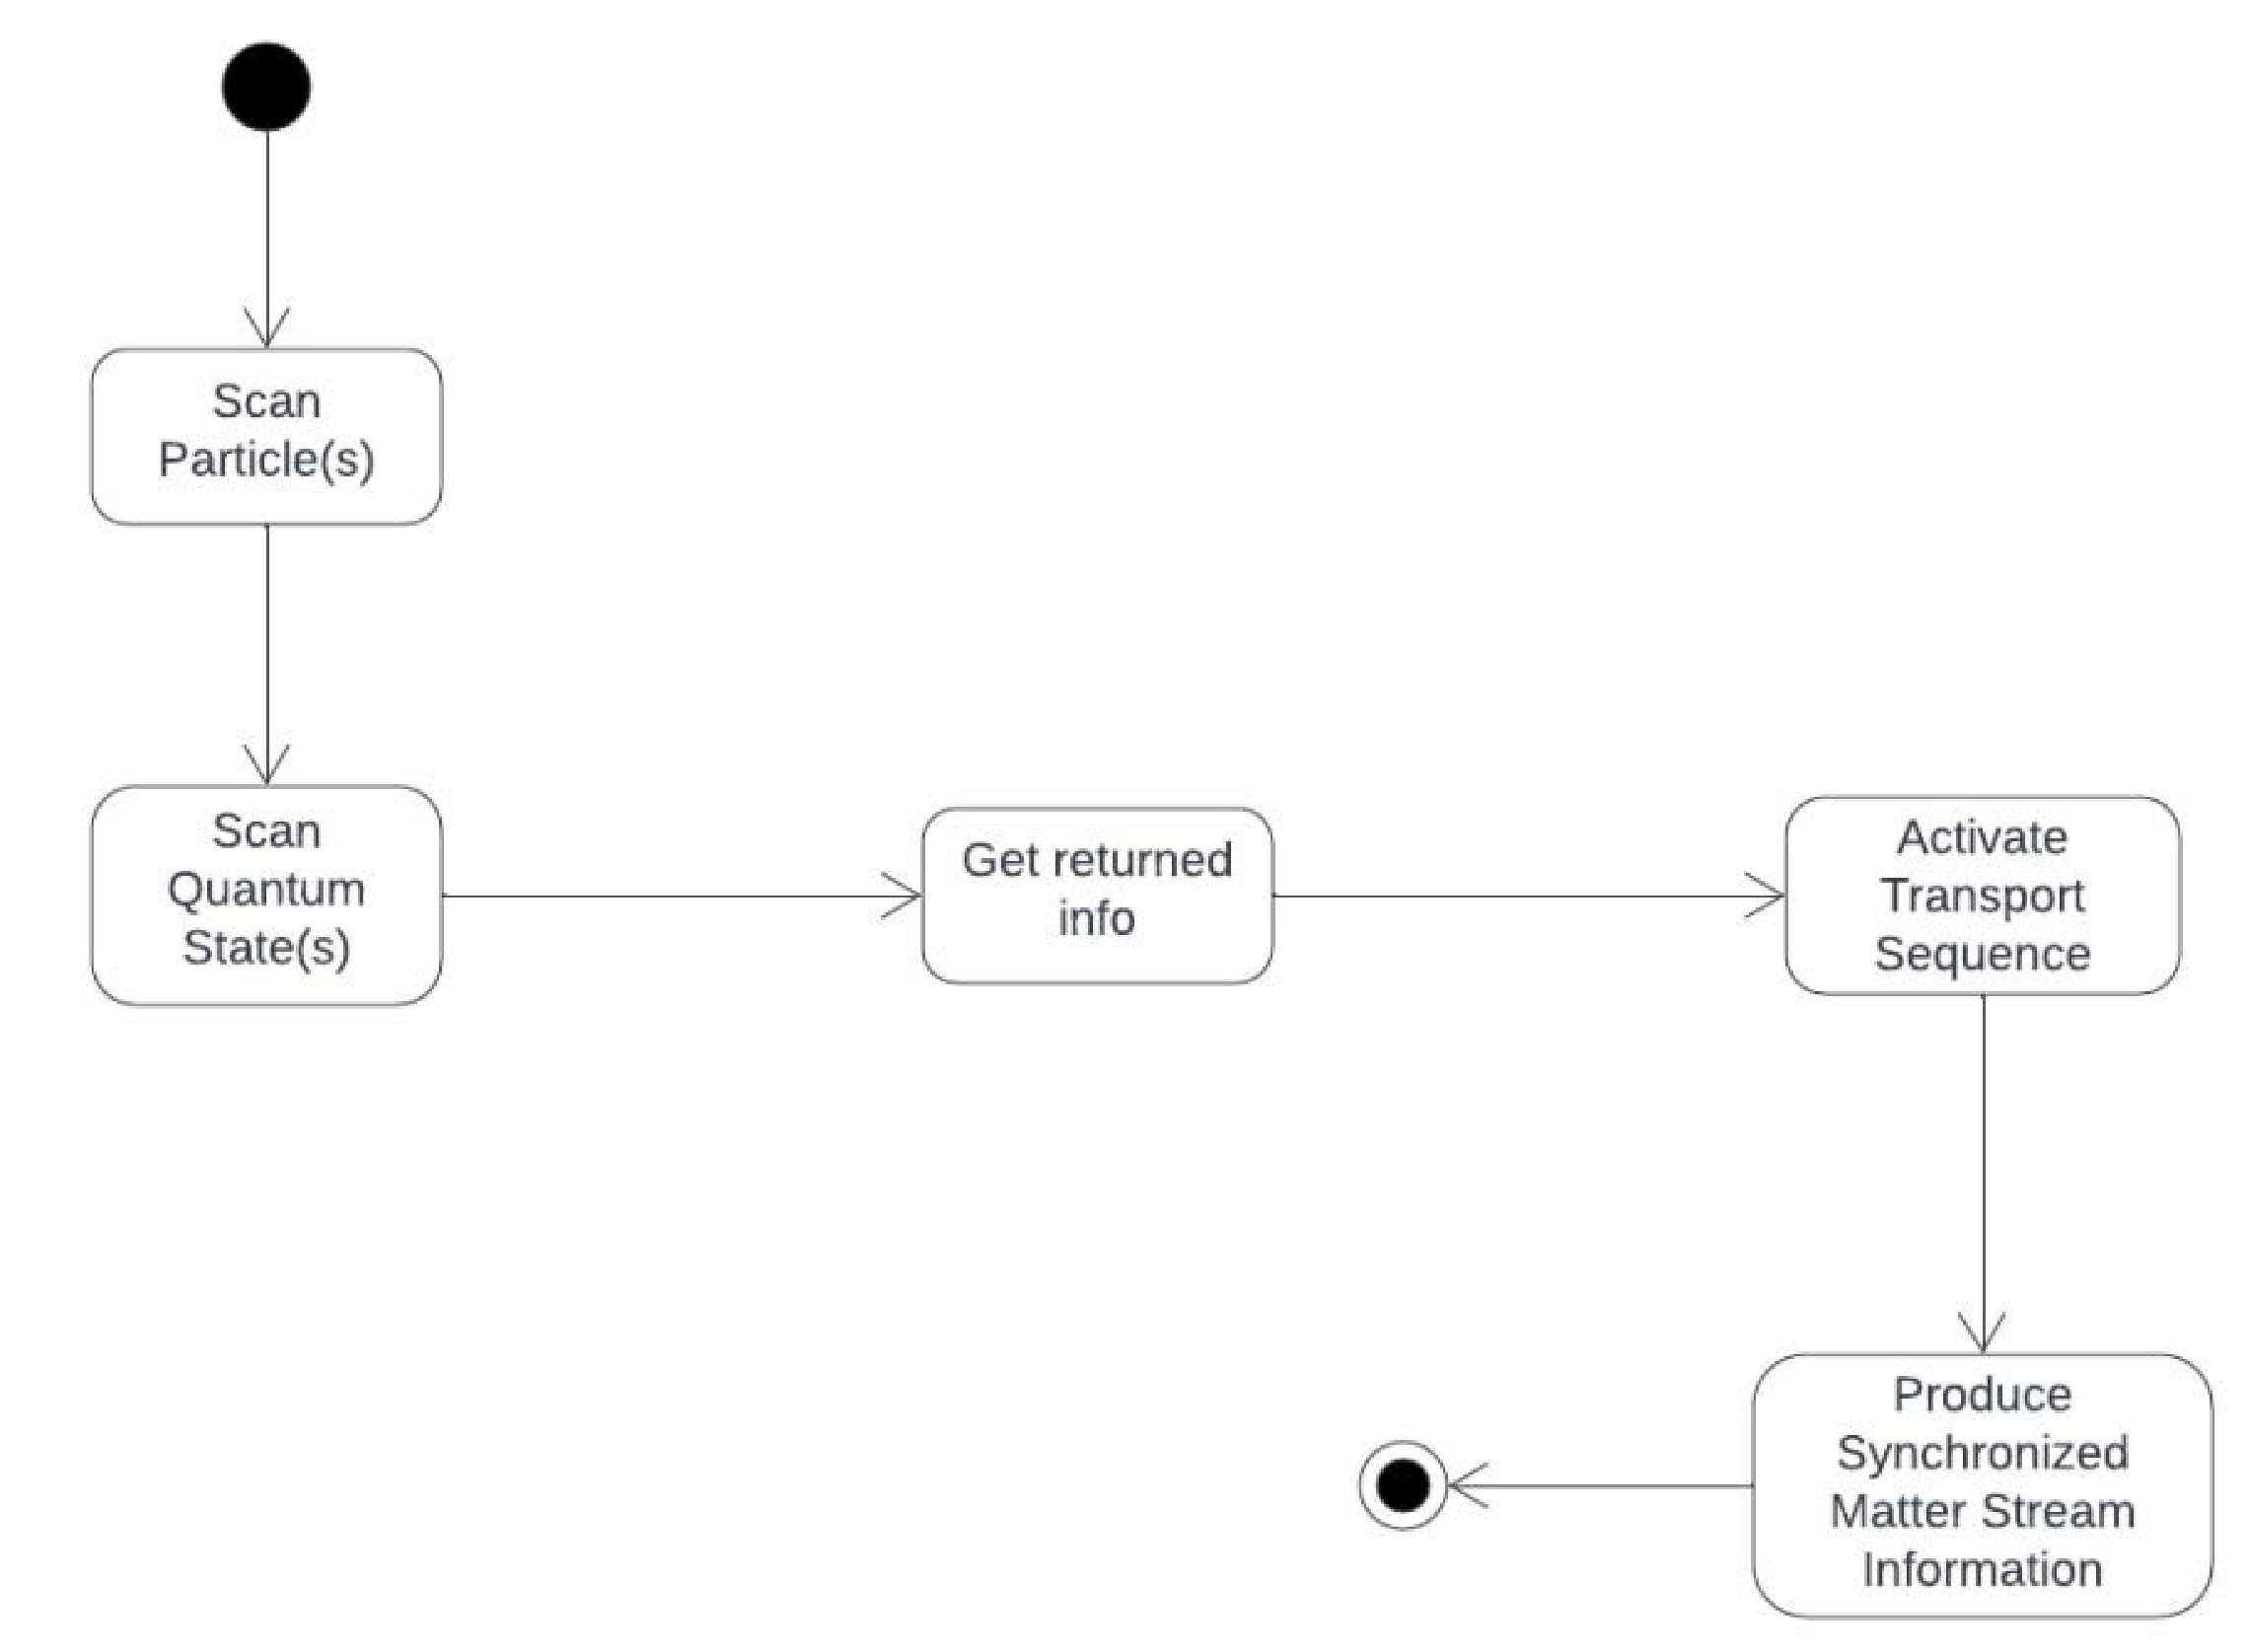 Scan
Particle(s)
Scan
Quantum
State(s)
Get returned
info
Activate
Transport
Sequence
Produce
Synchronized
Matter Stream
Information